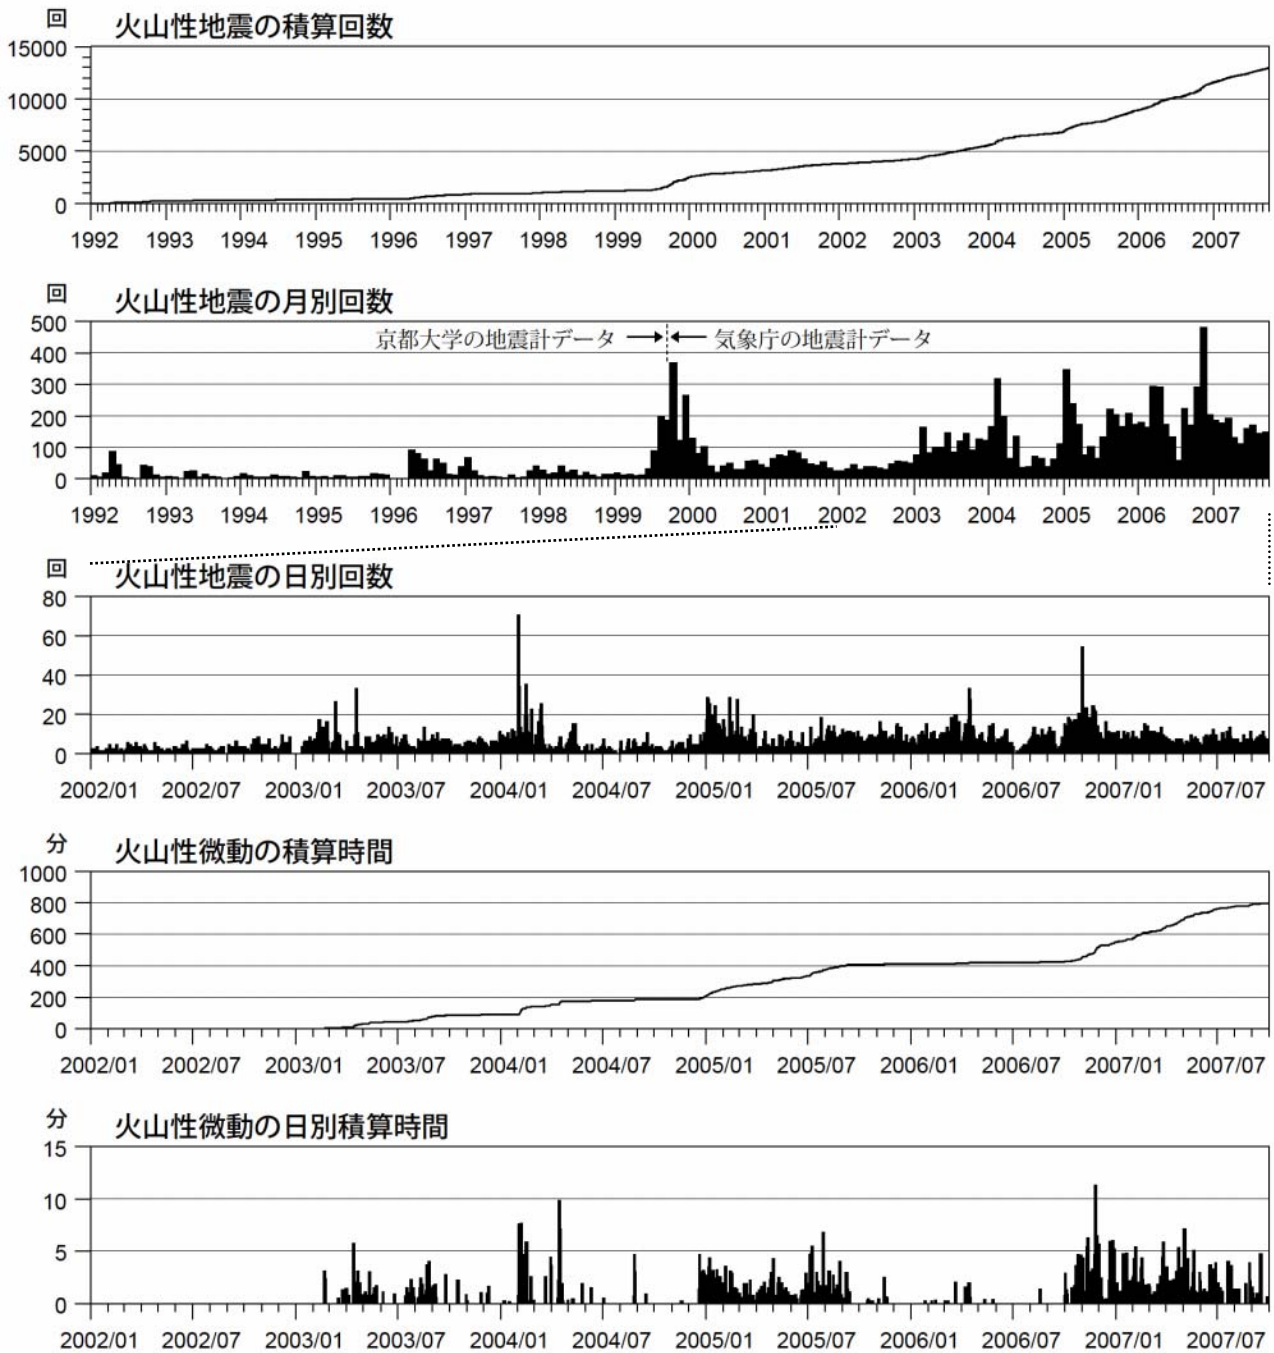 回 火山性地震の積算回数
15000
10000
5000
0
1992 1993 1994 1995 1996 1997 1998 1999 2000 2001 2002 2003 2004 2005 2006 2007
回 火山性地震の月別回数
500
京都大学の地震計データ 気象庁の地震計データ
400
300
200
100
0
1992 1993 1994 1995 1996 1997 1998 1999 2000 2001 2002 2003 2004 2005 2006 2007
回 火山性地震の日別回数
80
60
40
20
0
2002/01 2002/07 2003/01 2003/07 2004/01 2004/07 2005/01 2005/07 2006/01 2006/07 2007/01 2007/07
分 火山性微動の積算時間
1000
800
600
400
200
0
2002/01 2002/07 2003/01 2003/07 2004/01 2004/07 2005/01 2005/07 2006/01 2006/07 2007/01 2007/07
分 火山性微動の日別積算時間
15
10
5
0
2002/01 2002/07 2003/01 2003/07 2004/01 2004/07 2005/01 2005/07 2006/01 2006/07 2007/01 2007/07